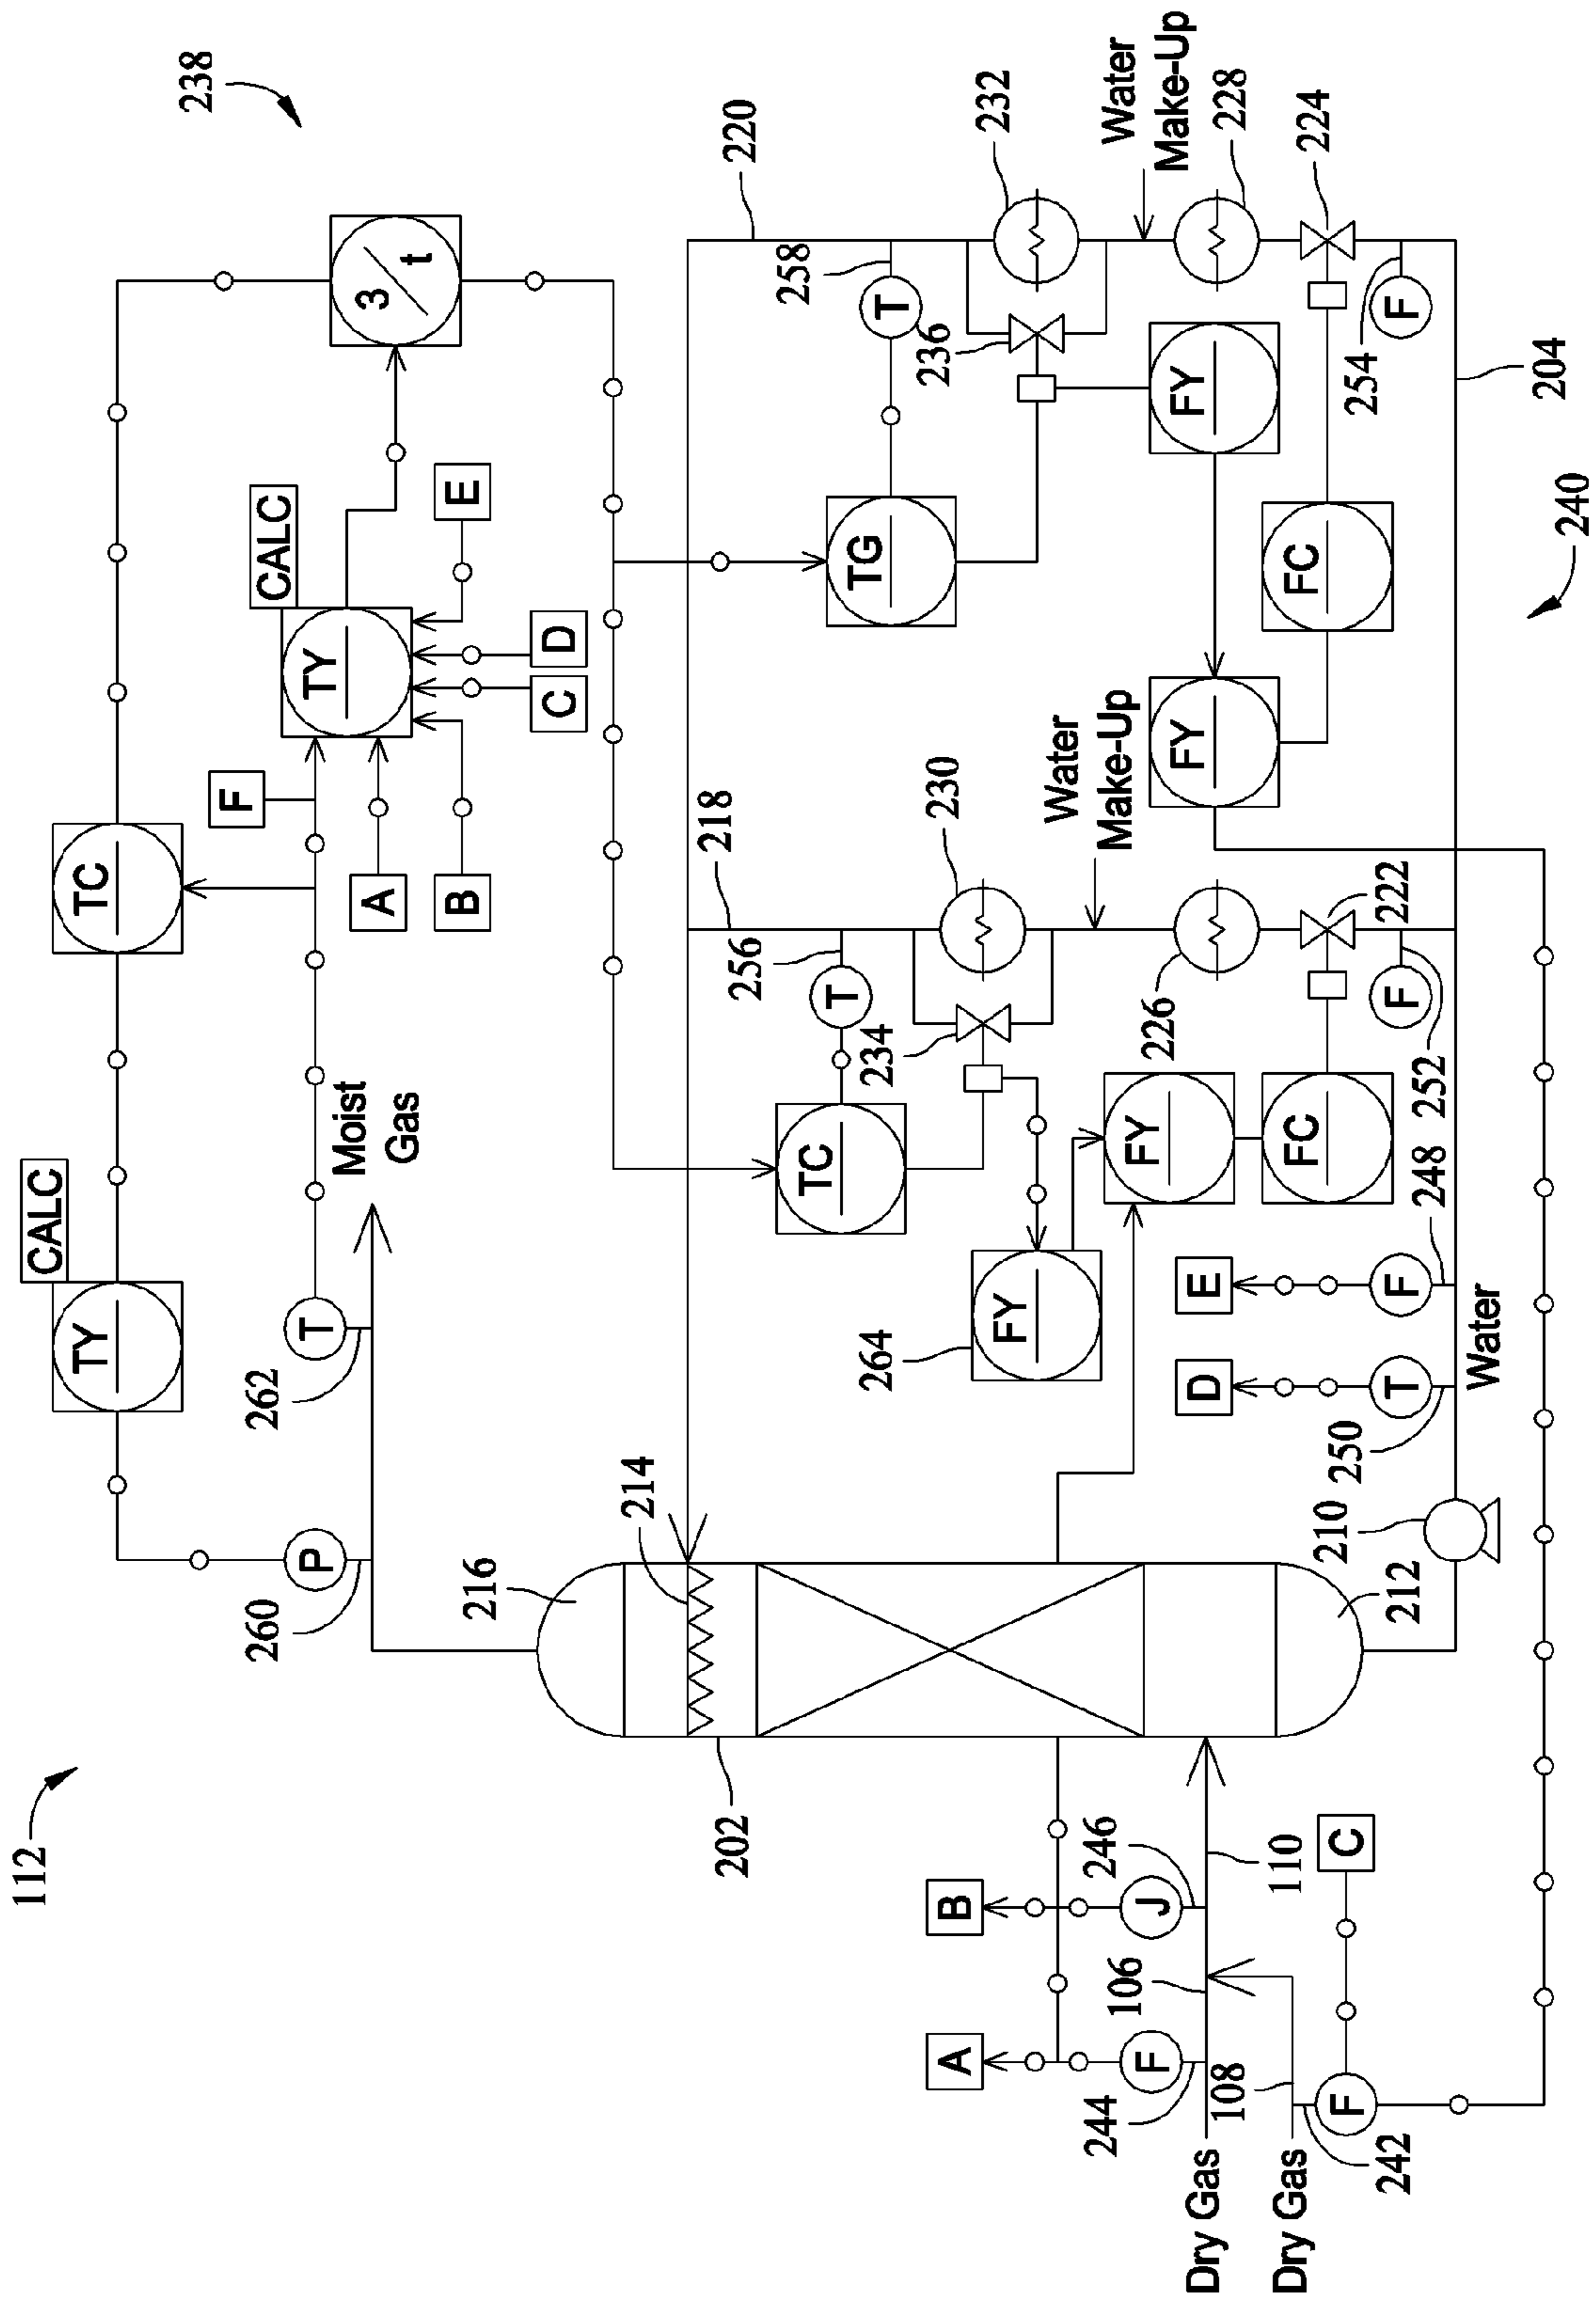 112
CALC
TY
TC
238
F
260
262
P
T
CALC
TY
Moist
Gas
3
t
A
B
E
216
C
D
214
218
220
202
256
258
TC
T
TG
T
264
234
236
230
A
B
232
FY
Water
Make-Up
244
246
106
Water
Make-Up
F
J
FY
226
FY
FY
D
E
Dry Gas
108
228
110
Dry Gas
FC
FC
224
210
F
C
250
254
222
242
212
T
F
F
F
248
252
Water
204
240